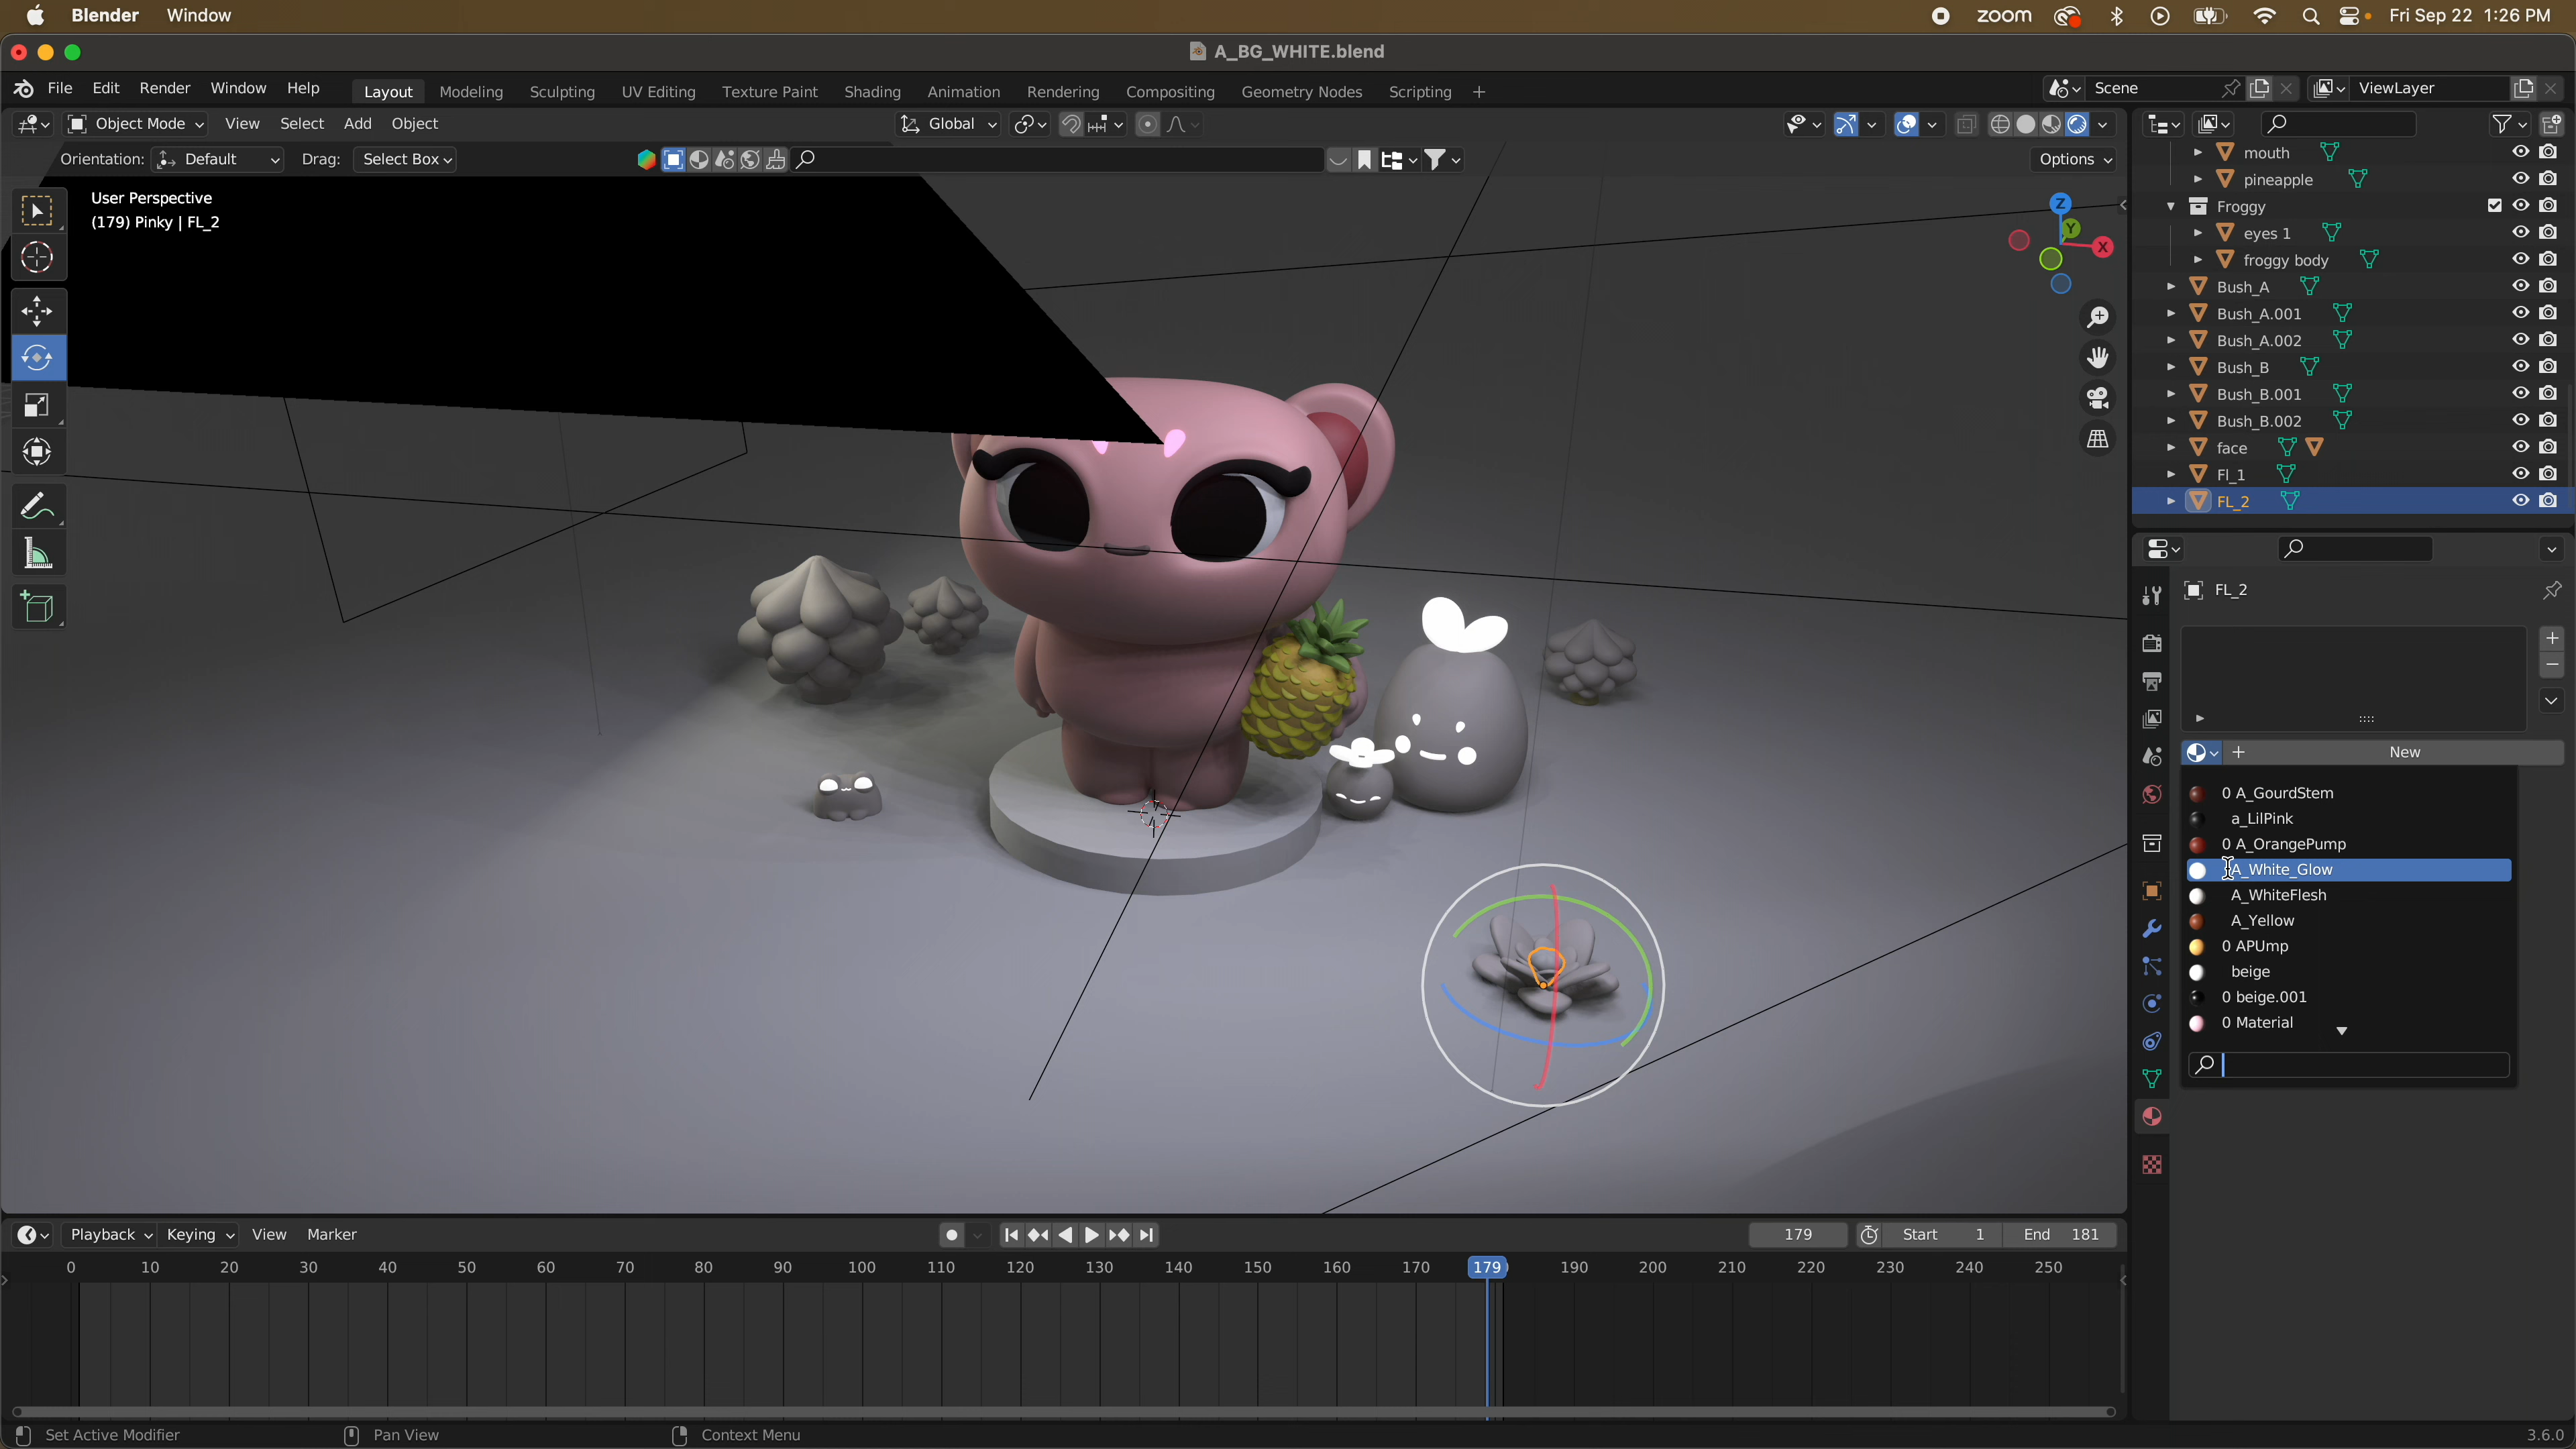 Blender Window zoom Fri Sep 22 1:26 PM
A_BG_WHITE.blend
File Edit Render Window Help Layout Modeling Sculpting UV Editing Texture Paint Shading Animation Rendering Compositing Geometry Nodes Scripting + Scene ViewLayer
Object Mode View Select Add Object Global
Orientation: Default Drag: Select Box Options
User Perspective
(179) Pinky | FL_2
Z
Y
X
mouth
pineapple
Froggy
eyes 1
froggy body
Bush_A
Bush_A.001
Bush_A.002
Bush_B
Bush_B.001
Bush_B.002
face
Fl_1
FL_2
FL_2
New
0 A_GourdStem
a_LilPink
0 A_OrangePump
A_White_Glow
A_WhiteFlesh
A_Yellow
0 APUmp
beige
0 beige.001
0 Material
Playback Keying View Marker 179 Start 1 End 181
0 10 20 30 40 50 60 70 80 90 100 110 120 130 140 150 160 170 179 190 200 210 220 230 240 250
Set Active Modifier Pan View Context Menu 3.6.0